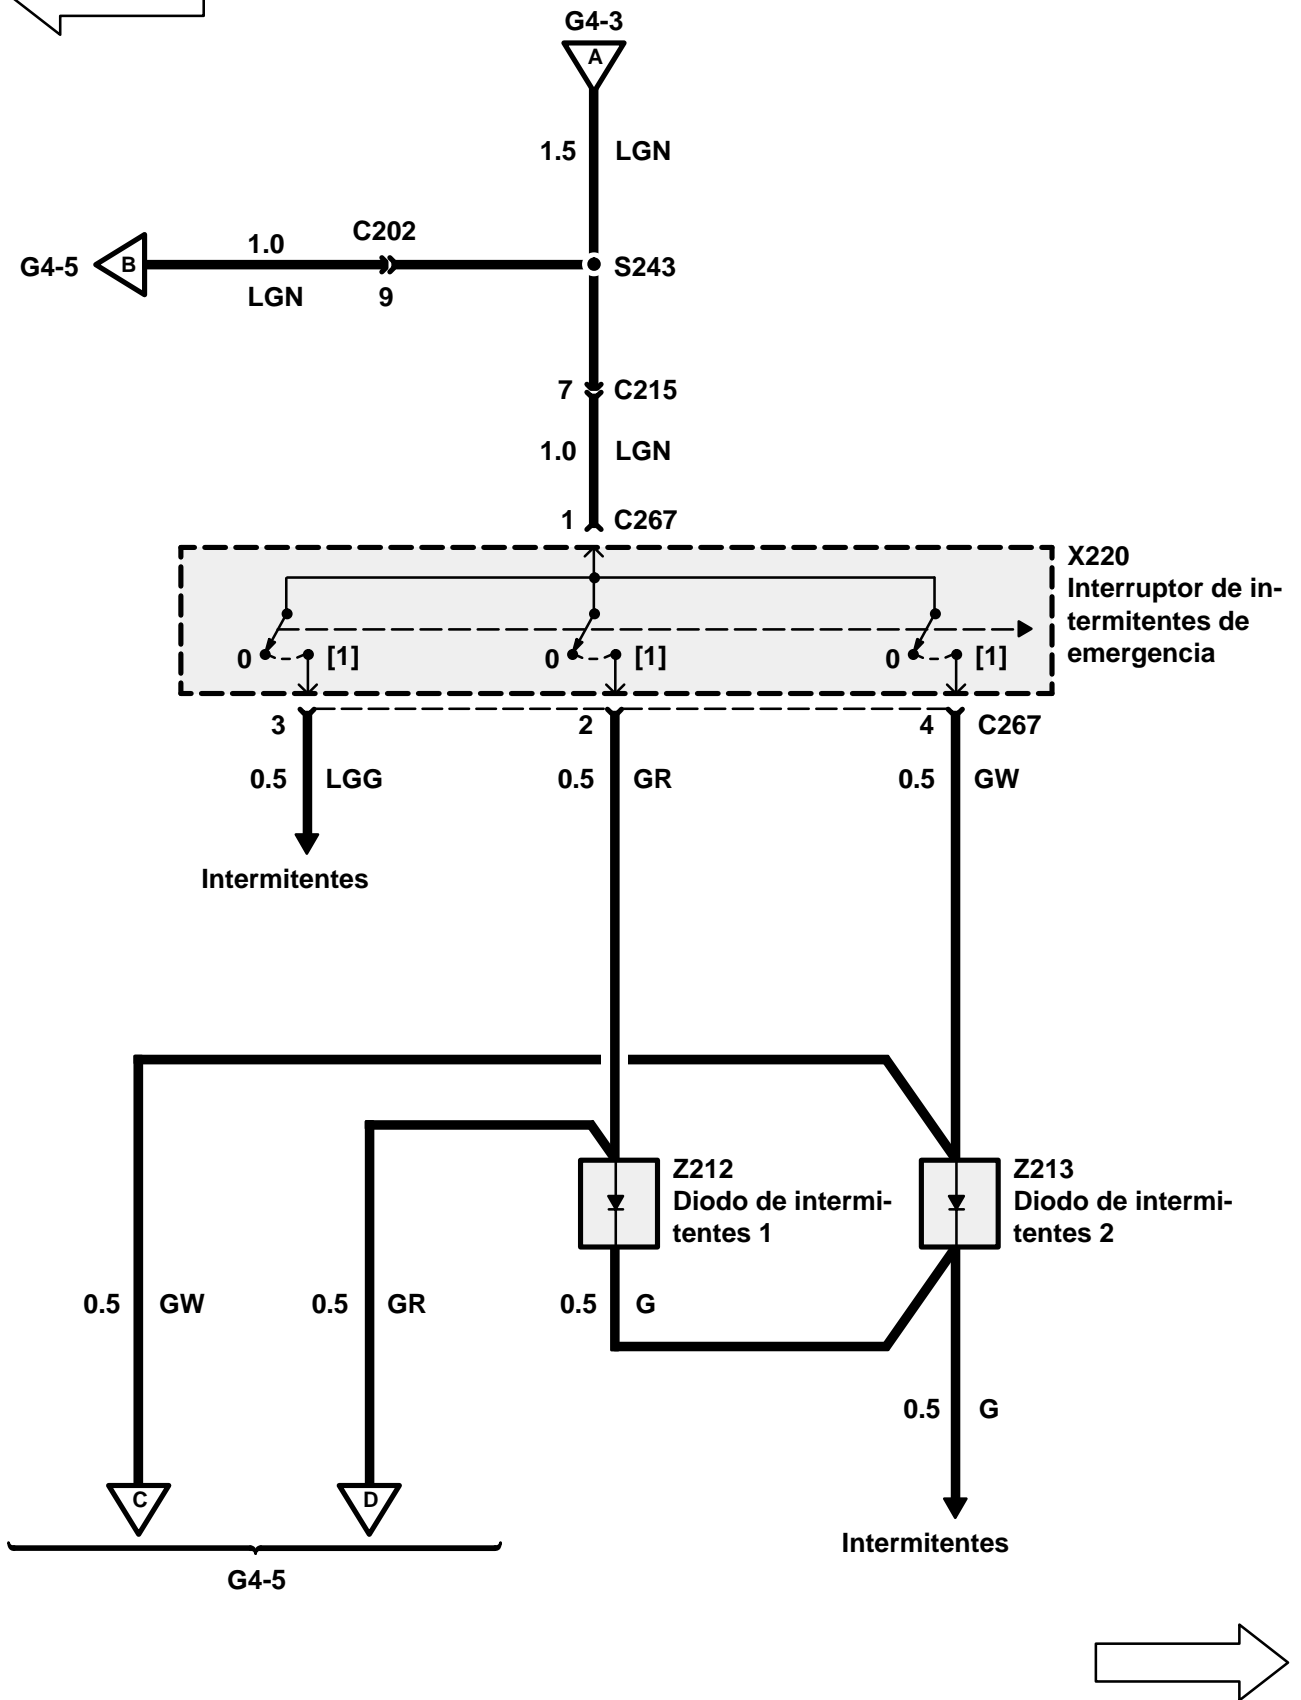 G4-3
A
1.5 LGN
1.0 C202
G4-5 B S243
LGN 9
7 C215
1.0 LGN
1 C267
X220
Interruptor de in-
termitentes de
emergencia
0 [1] 0 [1] 0 [1]
3 2 4 C267
0.5 LGG 0.5 GR 0.5 GW
Intermitentes
Z212
Diodo de intermi-
tentes 1
Z213
Diodo de intermi-
tentes 2
0.5 GW 0.5 GR 0.5 G
0.5 G
C D
Intermitentes
G4-5